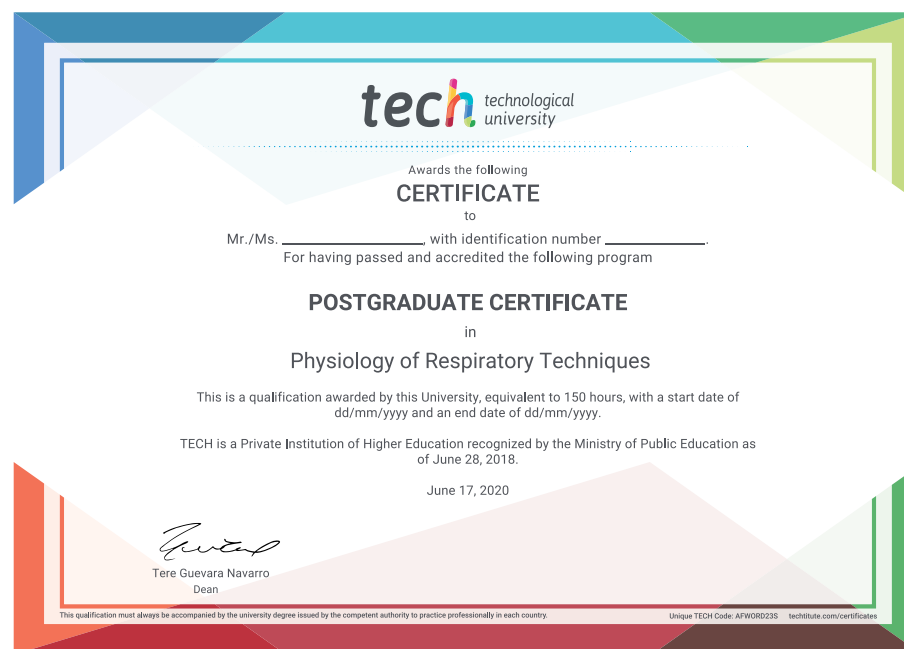 tech technological
university
Awards the following
CERTIFICATE
to
Mr./Ms. ____________________, with identification number ______________.
For having passed and accredited the following program
POSTGRADUATE CERTIFICATE
in
Physiology of Respiratory Techniques
This is a qualification awarded by this University, equivalent to 150 hours, with a start date of
dd/mm/yyyy and an end date of dd/mm/yyyy.
TECH is a Private Institution of Higher Education recognized by the Ministry of Public Education as
of June 28, 2018.
June 17, 2020
Tere Guevara Navarro
Dean
This qualification must always be accompanied by the university degree issued by the competent authority to practice professionally in each country.
Unique TECH Code: AFWORD23S techtitute.com/certificates